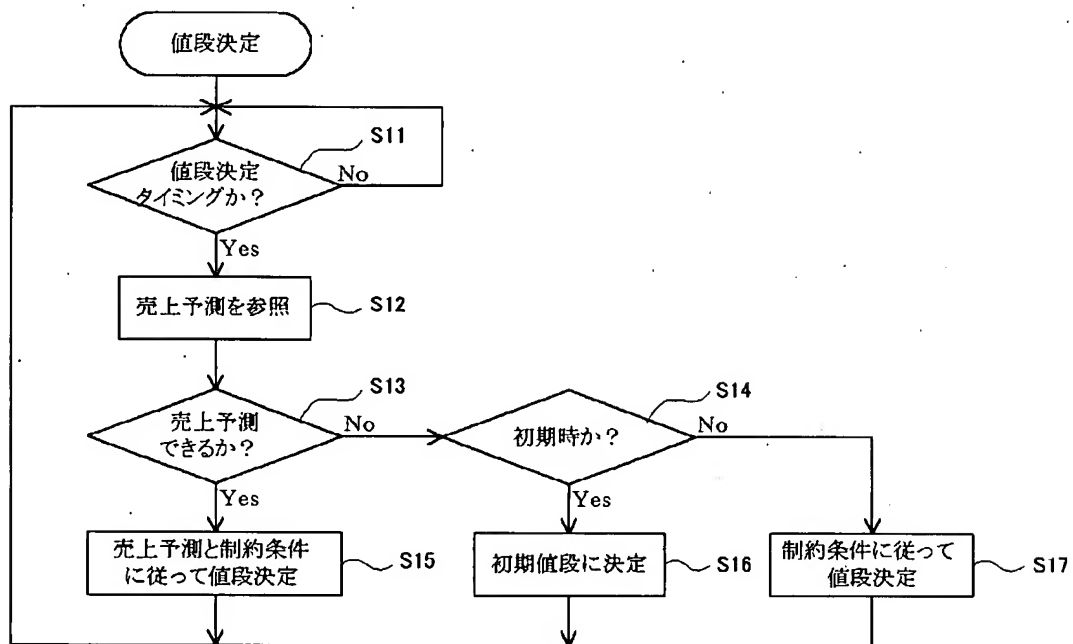 値段決定
S11
値段決定
タイミングか？
No
Yes
売上予測を参照
S12
S13
売上予測
できるか？
No
Yes
S14
初期時か？
No
Yes
売上予測と制約条件
に従って値段決定
S15
初期値段に決定
S16
制約条件に従って
値段決定
S17